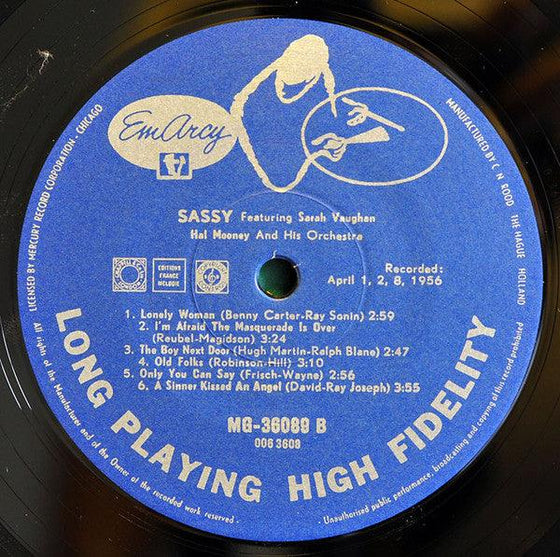 EmArcy
SASSY Featuring Sarah Vaughan
Hal Mooney And His Orchestra
EDITIONS
FRANCE
MELODIE
Recorded:
April 1, 2, 8, 1956
1. Lonely Woman (Benny Carter-Ray Sonin) 2:59
2. I'm Afraid The Masquerade Is Over
(Reubel-Magidson) 3:24
3. The Boy Next Door (Hugh Martin-Ralph Blane) 2:47
4. Old Folks (Robinson-Hill) 3:10
5. Only You Can Say (Frisch-Wayne) 2:56
6. A Sinner Kissed An Angel (David-Ray Joseph) 3:55
MG-36089 B
006 3608
LONG PLAYING HIGH FIDELITY
LICENSED BY MERCURY RECORD CORPORATION - CHICAGO
MANUFACTURED BY C. N. ROOD THE HAGUE HOLLAND
All rights of the Manufacturer and of the Owner of the recorded work reserved -
- Unauthorised public performance, broadcasting and copying of this record prohibited